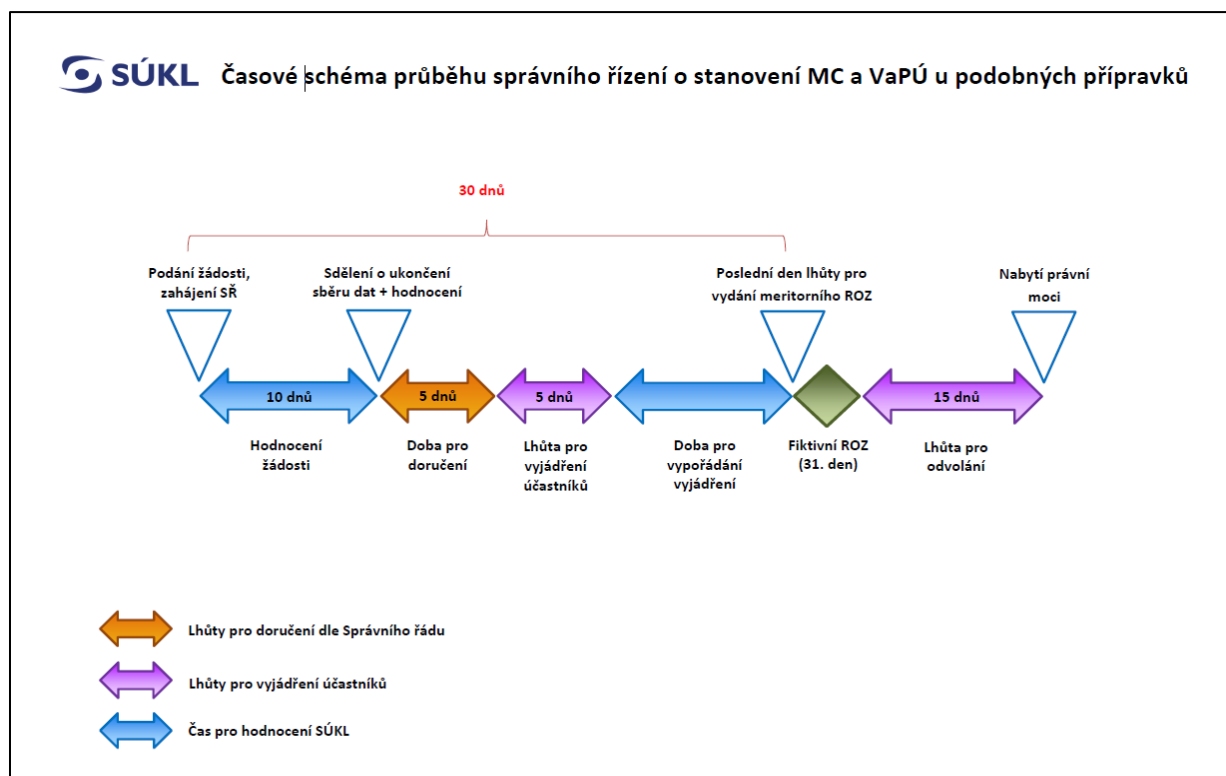 SÚKL
Časové schéma průběhu správního řízení o stanovení MC a VaPÚ u podobných přípravků
30 dnů
Podání žádosti,
zahájení SŘ
Sdělení o ukončení
sběru dat + hodnocení
Poslední den lhůty pro
vydání meritorního ROZ
Nabytí právní
moci
10 dnů
5 dnů
5 dnů
15 dnů
Hodnocení
žádosti
Doba pro
doručení
Lhůta pro
vyjádření
účastníků
Doba pro
vypořádání
vyjádření
Fiktivní ROZ
(31. den)
Lhůta pro
odvolání
Lhůty pro doručení dle Správního řádu
Lhůty pro vyjádření účastníků
Čas pro hodnocení SÚKL